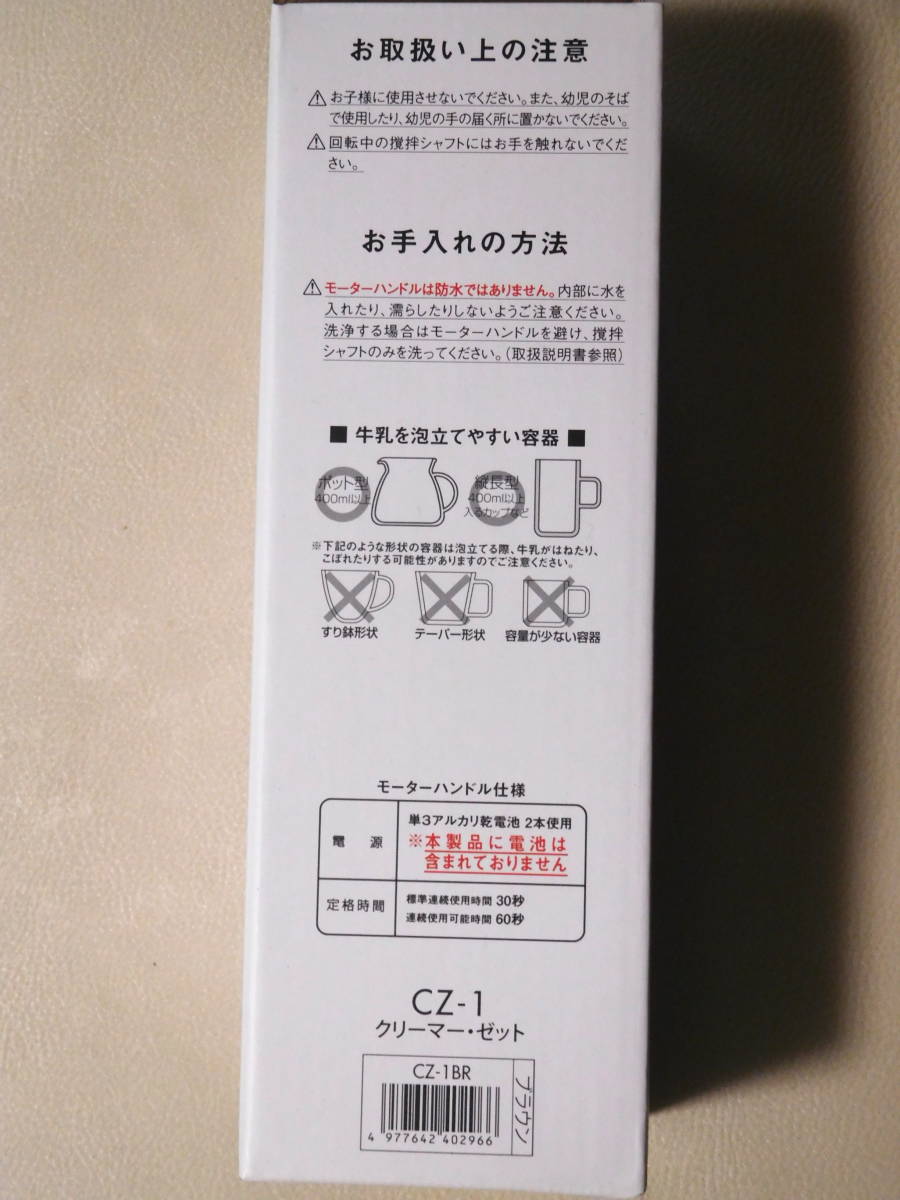 お取扱い上の注意
⚠お子様に使用させないでください。また、幼児のそば
で使用したり、幼児の手の届く所に置かないでください。
⚠回転中の撹拌シャフトにはお手を触れないでくだ
さい。
お手入れの方法
⚠モーターハンドルは防水ではありません。内部に水を
入れたり、濡らしたりしないようご注意ください。
洗浄する場合はモーターハンドルを避け、撹拌
シャフトのみを洗ってください。(取扱説明書参照)
■ 牛乳を泡立てやすい容器 ■
ポット型
400ml以上
縦長型
400ml以上
入るカップなど
※下記のような形状の容器は泡立てる際、牛乳がはねたり、
こぼれたりする可能性がありますのでご注意ください。
すり鉢形状
テーパー形状
容量が少ない容器
モーターハンドル仕様
電 源
単3アルカリ乾電池 2本使用
※本製品に電池は
含まれておりません
定格時間
標準連続使用時間 30秒
連続使用可能時間 60秒
CZ-1
クリーマー・ゼット
CZ-1BR
ブラウン
4 977642 402966